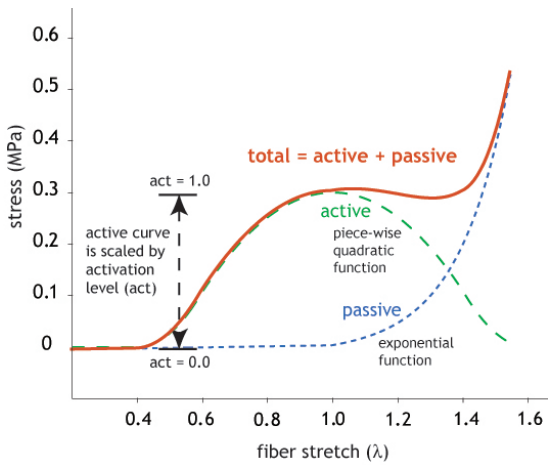 0.6
0.5
0.4
0.3
0.2
0.1
0
stress (MPa)
total = active + passive
act = 1.0
active curve
is scaled by
activation
level (act)
act = 0.0
active
piece-wise
quadratic
function
passive
exponential
function
0.4 0.6 0.8 1.0 1.2 1.4 1.6
fiber stretch (λ)